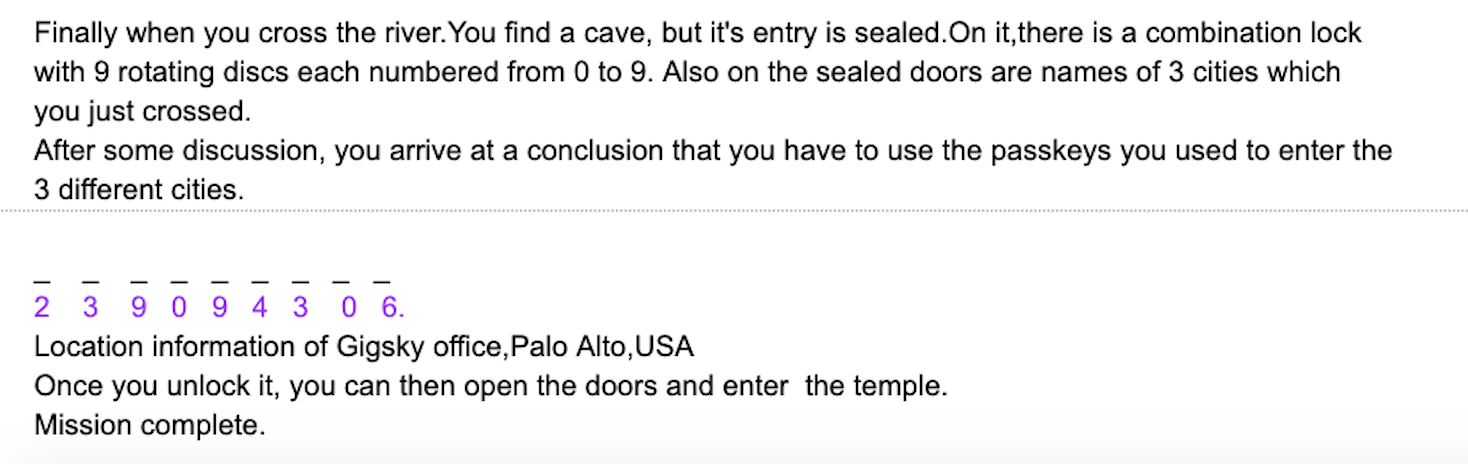 Finally when you cross the river.You find a cave, but it's entry is sealed.On it,there is a combination lock
with 9 rotating discs each numbered from 0 to 9. Also on the sealed doors are names of 3 cities which
you just crossed.
After some discussion, you arrive at a conclusion that you have to use the passkeys you used to enter the
3 different cities.
_ _ _ _ _ _ _ _ _
2 3 9 0 9 4 3 0 6.
Location information of Gigsky office,Palo Alto,USA
Once you unlock it, you can then open the doors and enter the temple.
Mission complete.